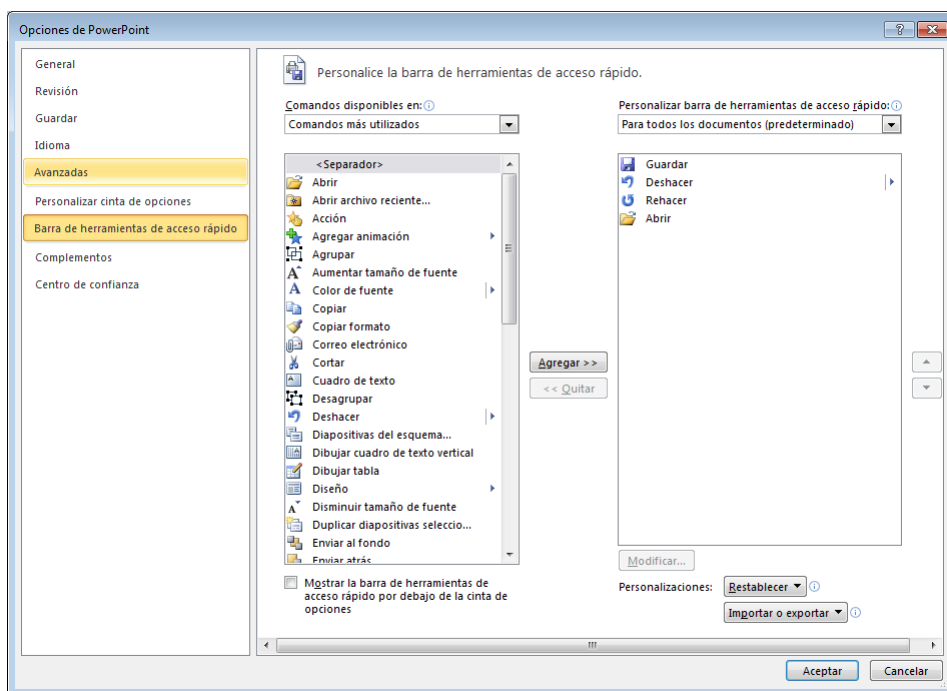 Opciones de PowerPoint
General
Revisión
Guardar
Idioma
Avanzadas
Personalizar cinta de opciones
Barra de herramientas de acceso rápido
Complementos
Centro de confianza
Personalice la barra de herramientas de acceso rápido.
Comandos disponibles en:
Comandos más utilizados
<Separador>
Abrir
Abrir archivo reciente...
Acción
Agregar animación
Agrupar
Aumentar tamaño de fuente
Color de fuente
Copiar
Copiar formato
Correo electrónico
Cortar
Cuadro de texto
Desagrupar
Deshacer
Diapositivas del esquema...
Dibujar cuadro de texto vertical
Dibujar tabla
Diseño
Disminuir tamaño de fuente
Duplicar diapositivas seleccio...
Enviar al fondo
Enviar atrás
Mostrar la barra de herramientas de
acceso rápido por debajo de la cinta de
opciones
Agregar >>
<< Quitar
Personalizar barra de herramientas de acceso rápido:
Para todos los documentos (predeterminado)
Guardar
Deshacer
Rehacer
Abrir
Modificar...
Personalizaciones:
Restablecer
Importar o exportar
Aceptar
Cancelar